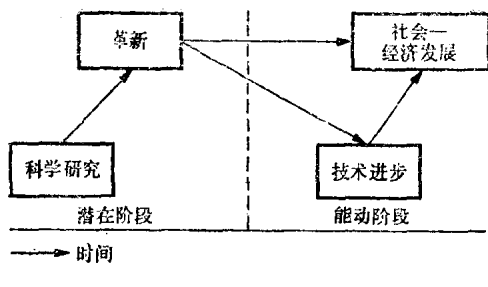 革新
社会一
经济发展
科学研究
技术进步
潜在阶段
能动阶段
时间